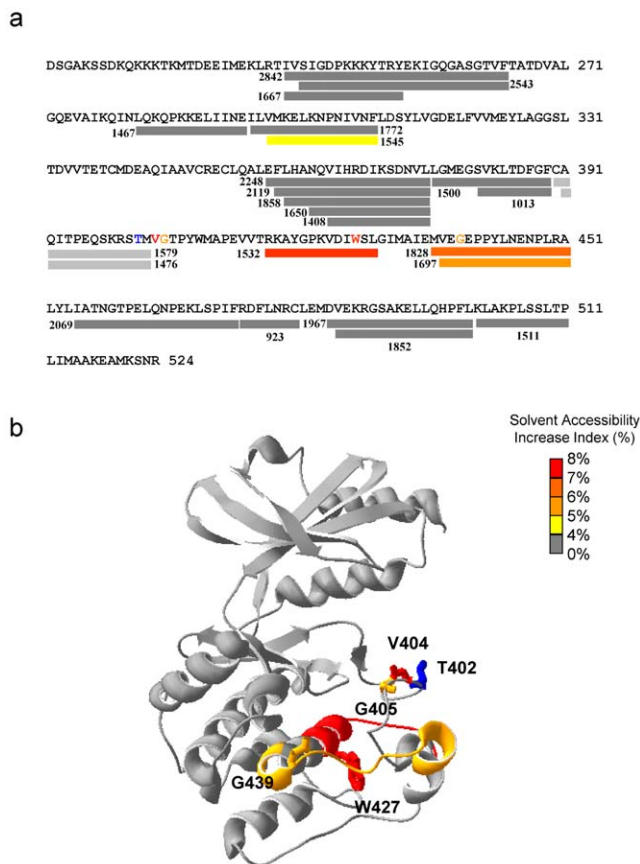 a
DSGAKSSDKQKKKTKMTDEEIMEKLRTIVSIGDPKKKYTRYEKIGQGASGTVFTATDVAL 271
2842
2543
1667
GQEVAIKQINLQKQPKKELIINEILVMKELKNPNIVNFLDSYLVGDELFVVMEYLAGGSL 331
1467 1772
1545
TDVVTETCMDEAQIAAVCRECLQALEFLHANQVIHRDIKSDNVLLGMEGSVKLTDFGFCA 391
2248
2119 1500 1013
1858
1650
1408
QITPEQSKRSTMVGTPYWMAPEVVTRKAYGPKVDIWSLGIMAIEMVEGEPPYLNENPLRA 451
1579 1532 1828
1476 1697
LYLIATNGTPELQNPEKLSPIFRDFLNRCLEMDVEKRGSAKELLQHPFLKLAKPLSSLTP 511
2069 923 1967 1511
1852
LIMAAKEAMKSNR 524
b
Solvent Accessibility
Increase Index (%)
8%
7%
6%
5%
4%
0%
V404
T402
G405
G439
W427